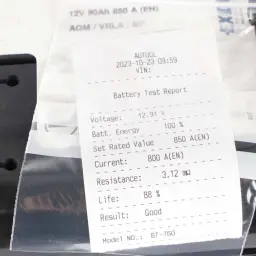 12V 90Ah 850 A (EN)
AGM / VRLA
AUTOOL
2023-10-23 09:59
VIN:
Battery Test Report
Voltage: 12.91 V
Batt. Energy 100 %
Set Rated Value 850 A(EN)
Current: 800 A(EN)
Resistance: 3.12 mΩ
Life: 88 %
Result: Good
Model NO.: BT-760